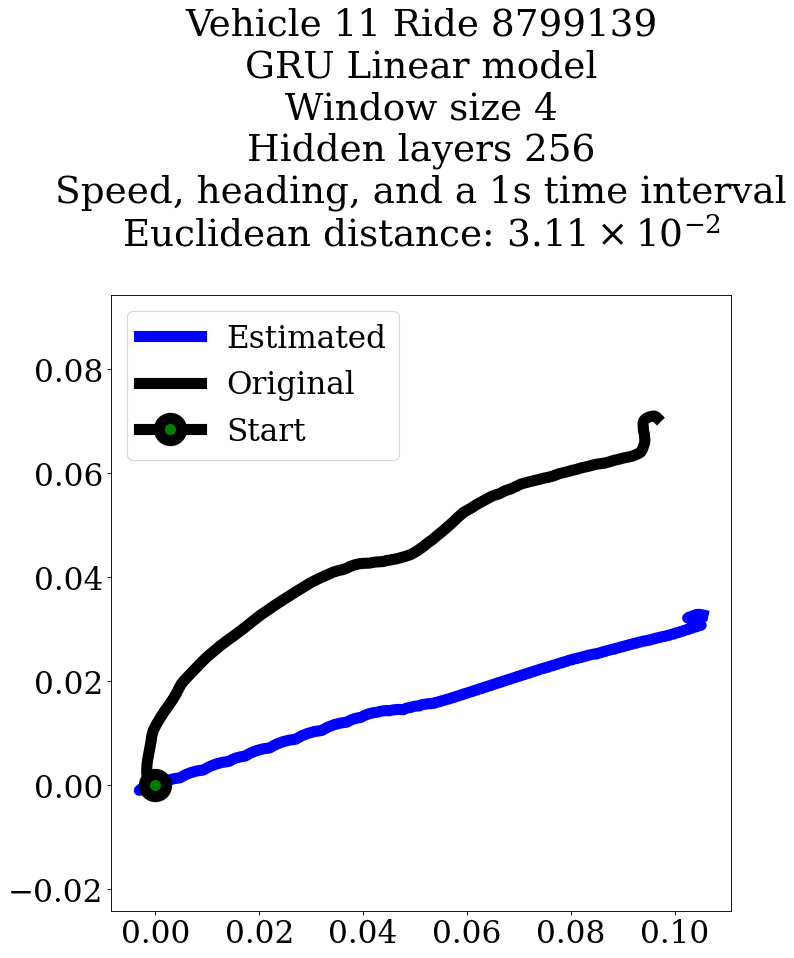 Vehicle 11 Ride 8799139
GRU Linear model
Window size 4
Hidden layers 256
Speed, heading, and a 1s time interval
Euclidean distance: 3.11 × 10⁻²
Estimated
Original
Start
0.08
0.06
0.04
0.02
0.00
−0.02
0.00 0.02 0.04 0.06 0.08 0.10